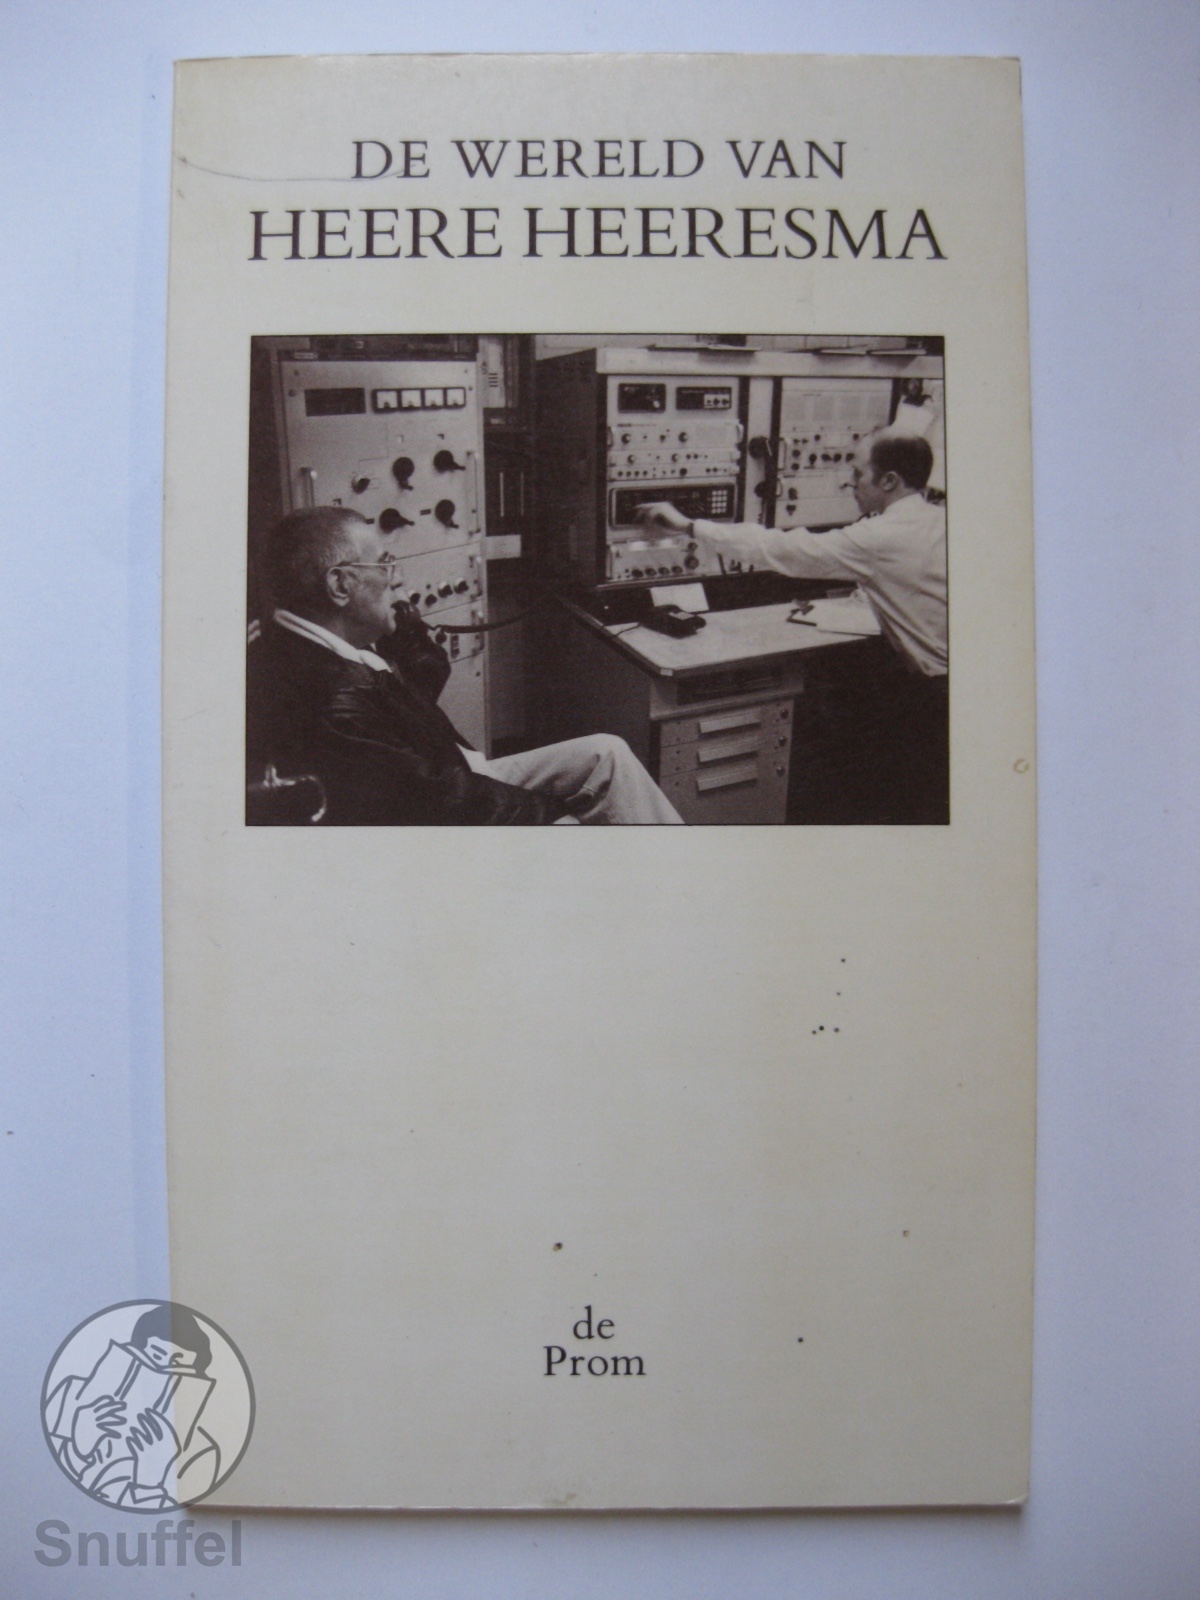 DE WERELD VAN
HEERE HEERESMA
de
Prom
Snuffel